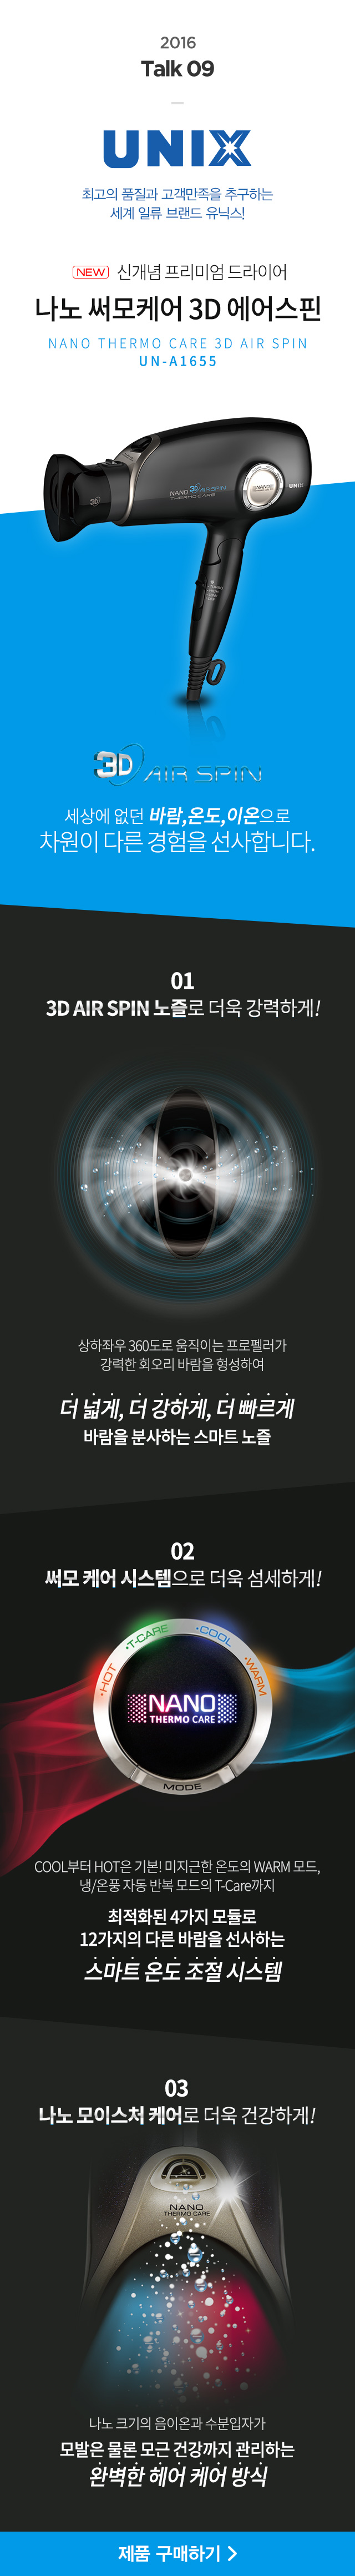 2016
Talk 09
UNIX
최고의 품질과 고객만족을 추구하는
세계 일류 브랜드 유닉스!
NEW 신개념 프리미엄 드라이어
나노 써모케어 3D 에어스핀
NANO THERMO CARE 3D AIR SPIN
UN-A1655
3D
NANO 3D AIR SPIN
THERMO-CARE
NANO
UNIX
3D AIR SPIN
세상에 없던 바람,온도,이온으로
차원이 다른 경험을 선사합니다.
01
3D AIR SPIN 노즐로 더욱 강력하게!
상하좌우 360도로 움직이는 프로펠러가
강력한 회오리 바람을 형성하여
더 넓게, 더 강하게, 더 빠르게
바람을 분사하는 스마트 노즐
02
써모 케어 시스템으로 더욱 섬세하게!
•HOT •T-CARE •COOL •WARM
NANO
THERMO CARE
MODE
COOL부터 HOT은 기본! 미지근한 온도의 WARM 모드,
냉/온풍 자동 반복 모드의 T-Care까지
최적화된 4가지 모듈로
12가지의 다른 바람을 선사하는
스마트 온도 조절 시스템
03
나노 모이스처 케어로 더욱 건강하게!
NANO
THERMO CARE
나노 크기의 음이온과 수분입자가
모발은 물론 모근 건강까지 관리하는
완벽한 헤어 케어 방식
제품 구매하기 >